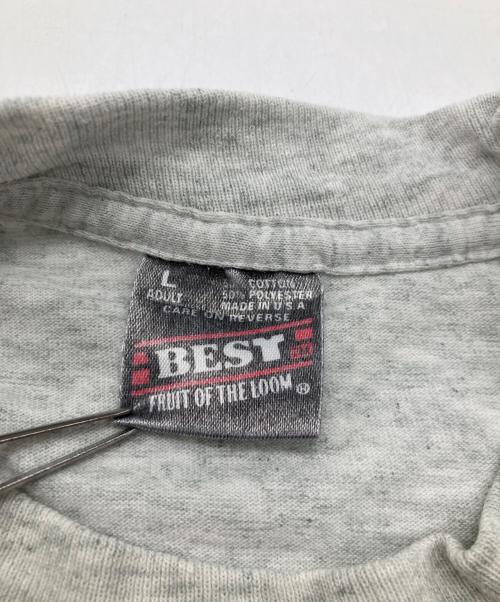 L
ADULT
COTTON
50% POLYESTER
MADE IN U S A
CARE ON REVERSE
BEST
FRUIT OF THE LOOM ®